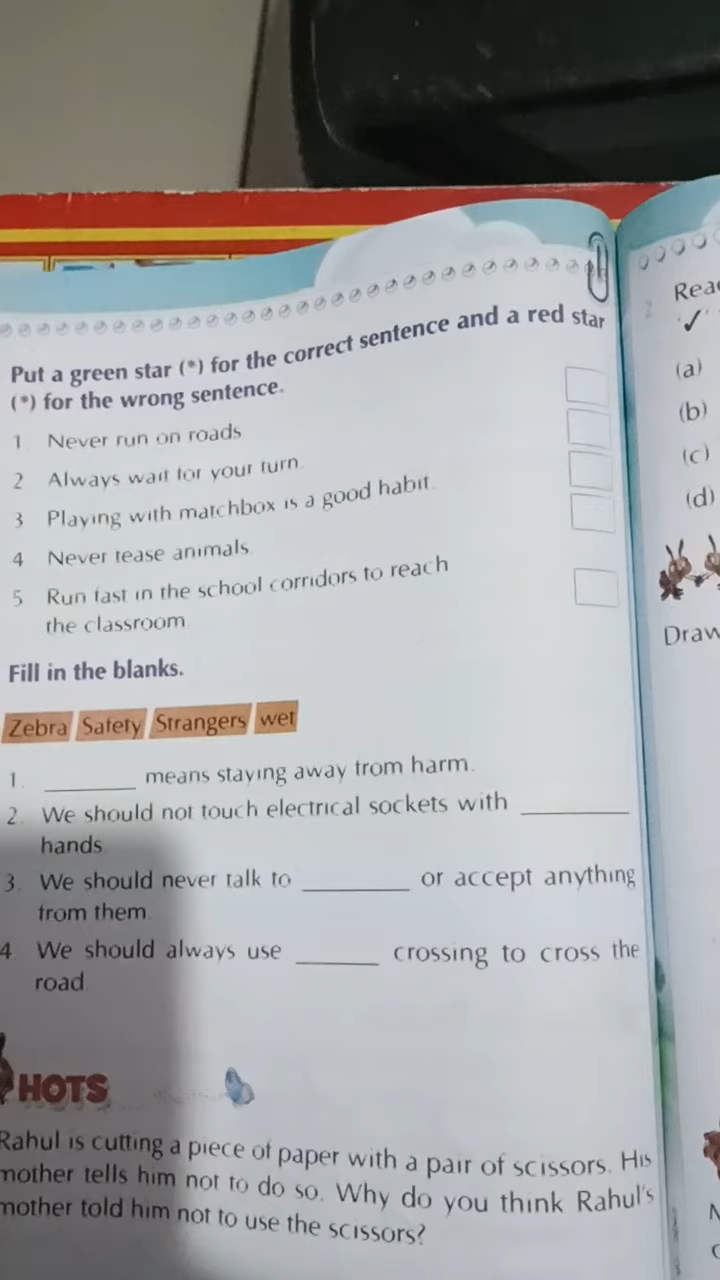 Put a green star (*) for the correct sentence and a red star
(*) for the wrong sentence.
1 Never run on roads
2 Always wait for your turn.
3 Playing with matchbox is a good habit.
4 Never tease animals
5 Run fast in the school corridors to reach
the classroom
Fill in the blanks.
Zebra Safety Strangers wet
1. ________ means staying away from harm.
2. We should not touch electrical sockets with ________
hands.
3. We should never talk to ________ or accept anything
from them.
4. We should always use ________ crossing to cross the
road.
HOTS
Rahul is cutting a piece of paper with a pair of scissors. His
mother tells him not to do so. Why do you think Rahul's
mother told him not to use the scissors?
2
✓
(a)
(b)
(c)
(d)
Draw